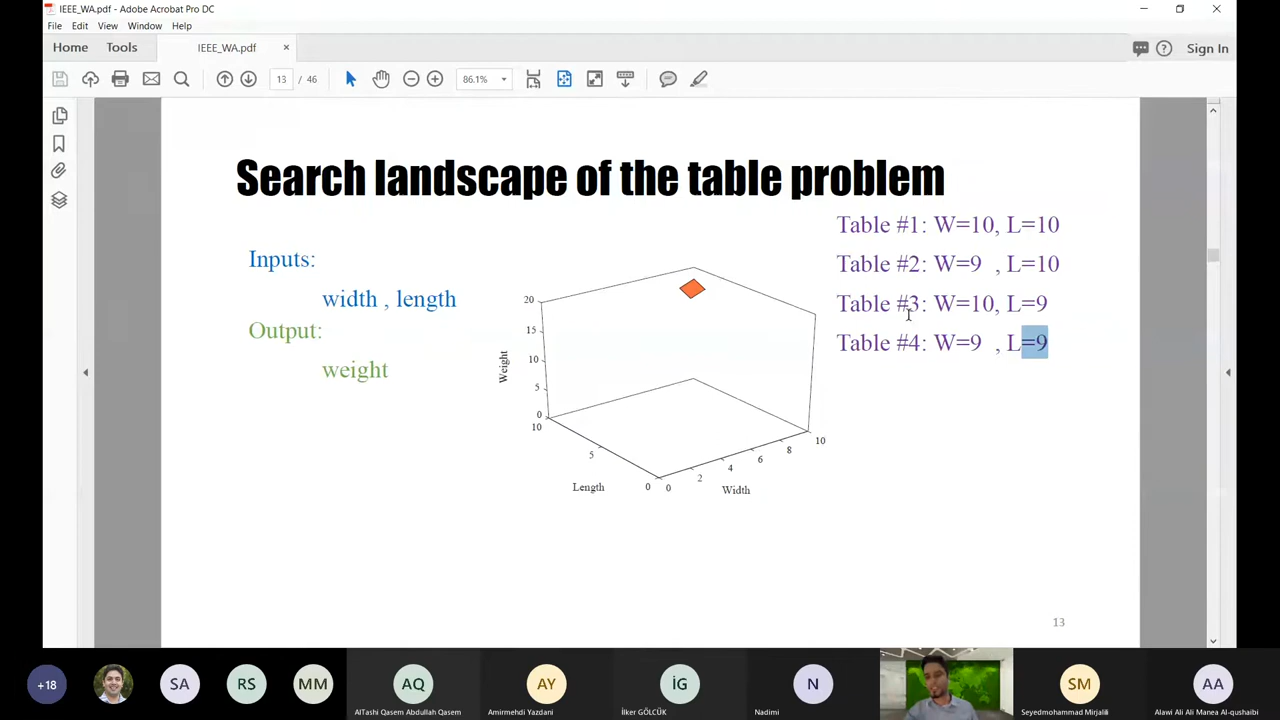 IEEE_WA.pdf - Adobe Acrobat Pro DC
File Edit View Window Help
Home Tools IEEE_WA.pdf × Sign In
13 / 46 86.1%
Search landscape of the table problem
Inputs:
width , length
Output:
weight
20
15
10
5
0
Weight
10
5
0
Length
0
2
4
6
8
10
Width
Table #1: W=10, L=10
Table #2: W=9 , L=10
Table #3: W=10, L=9
Table #4: W=9 , L=9
13
+18 SA RS MM AQ AY İG N SM AA
AlTashi Qasem Abdullah Qasem Amirmehdi Yazdani İlker GÖLCÜK Nadimi Seyedmohammad Mirjalili Alawi Ali Ali Manea Al-qushaibi